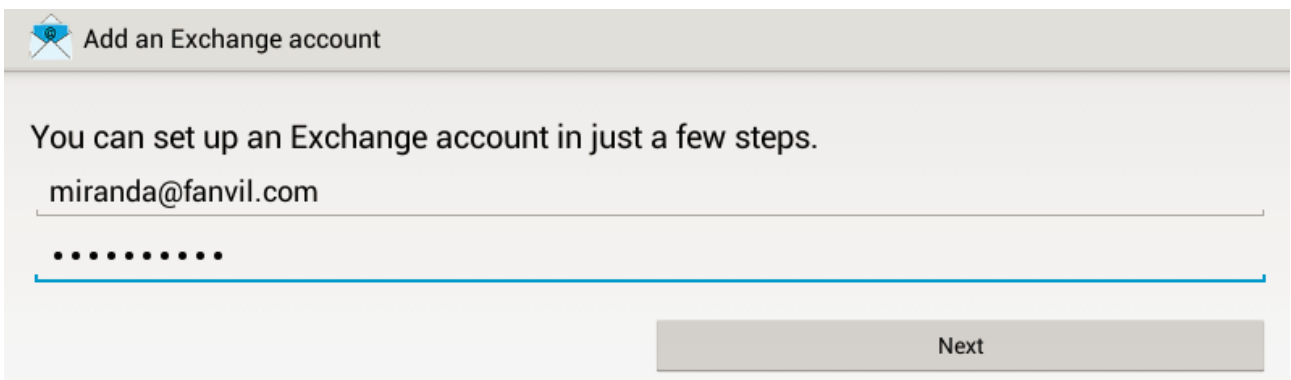 Add an Exchange account
You can set up an Exchange account in just a few steps.
miranda@fanvil.com
••••••••••
Next